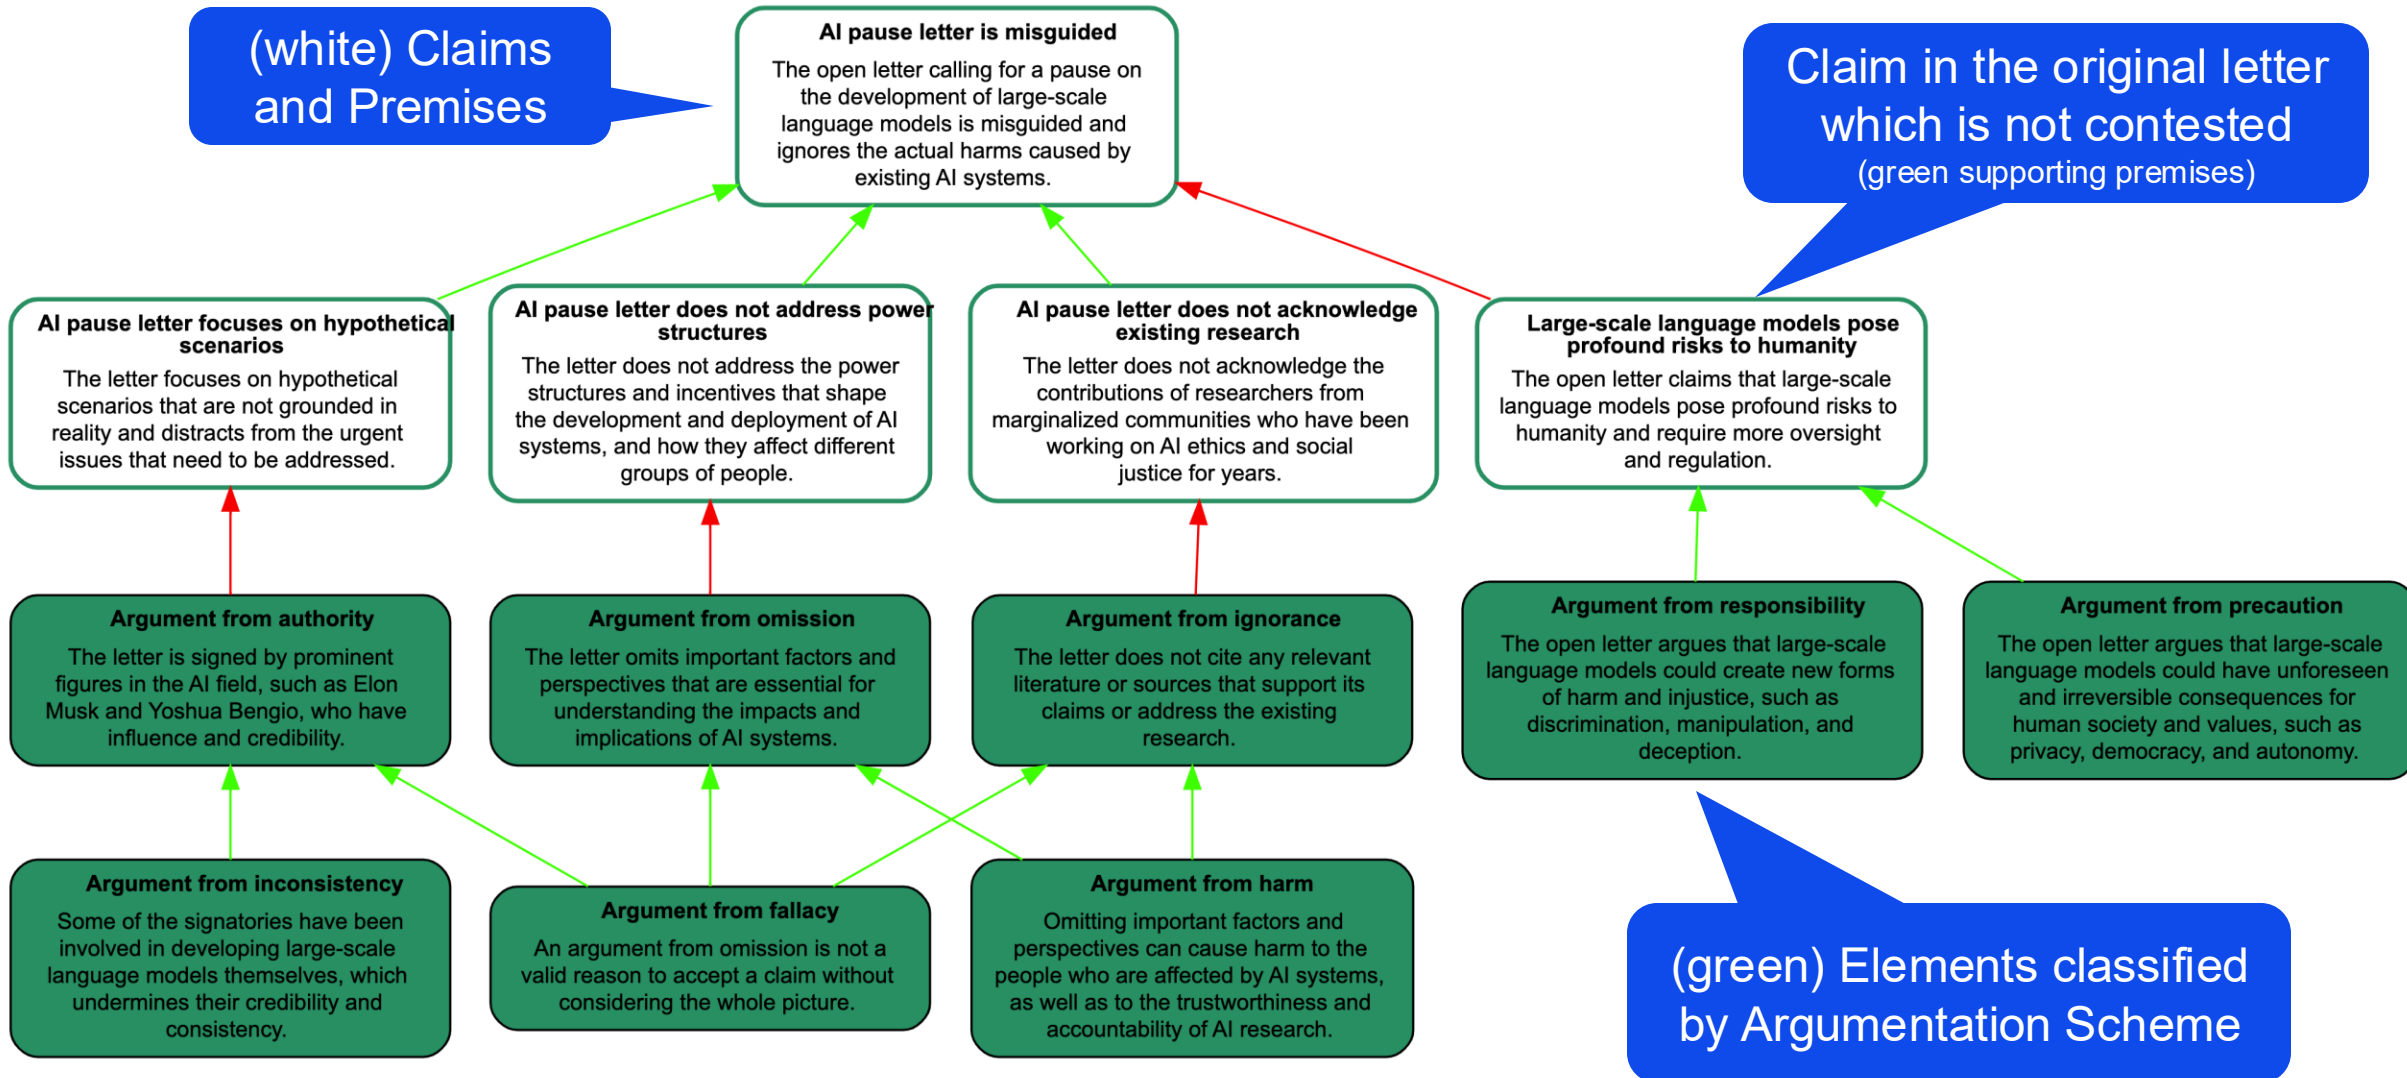 (white) Claims
and Premises
AI pause letter is misguided
The open letter calling for a pause on
the development of large-scale
language models is misguided and
ignores the actual harms caused by
existing AI systems.
Claim in the original letter
which is not contested
(green supporting premises)
AI pause letter focuses on hypothetical
scenarios
The letter focuses on hypothetical
scenarios that are not grounded in
reality and distracts from the urgent
issues that need to be addressed.
AI pause letter does not address power
structures
The letter does not address the power
structures and incentives that shape
the development and deployment of AI
systems, and how they affect different
groups of people.
AI pause letter does not acknowledge
existing research
The letter does not acknowledge the
contributions of researchers from
marginalized communities who have been
working on AI ethics and social
justice for years.
Large-scale language models pose
profound risks to humanity
The open letter claims that large-scale
language models pose profound risks to
humanity and require more oversight
and regulation.
Argument from authority
The letter is signed by prominent
figures in the AI field, such as Elon
Musk and Yoshua Bengio, who have
influence and credibility.
Argument from omission
The letter omits important factors and
perspectives that are essential for
understanding the impacts and
implications of AI systems.
Argument from ignorance
The letter does not cite any relevant
literature or sources that support its
claims or address the existing
research.
Argument from responsibility
The open letter argues that large-scale
language models could create new forms
of harm and injustice, such as
discrimination, manipulation, and
deception.
Argument from precaution
The open letter argues that large-scale
language models could have unforeseen
and irreversible consequences for
human society and values, such as
privacy, democracy, and autonomy.
Argument from inconsistency
Some of the signatories have been
involved in developing large-scale
language models themselves, which
undermines their credibility and
consistency.
Argument from fallacy
An argument from omission is not a
valid reason to accept a claim without
considering the whole picture.
Argument from harm
Omitting important factors and
perspectives can cause harm to the
people who are affected by AI systems,
as well as to the trustworthiness and
accountability of AI research.
(green) Elements classified
by Argumentation Scheme